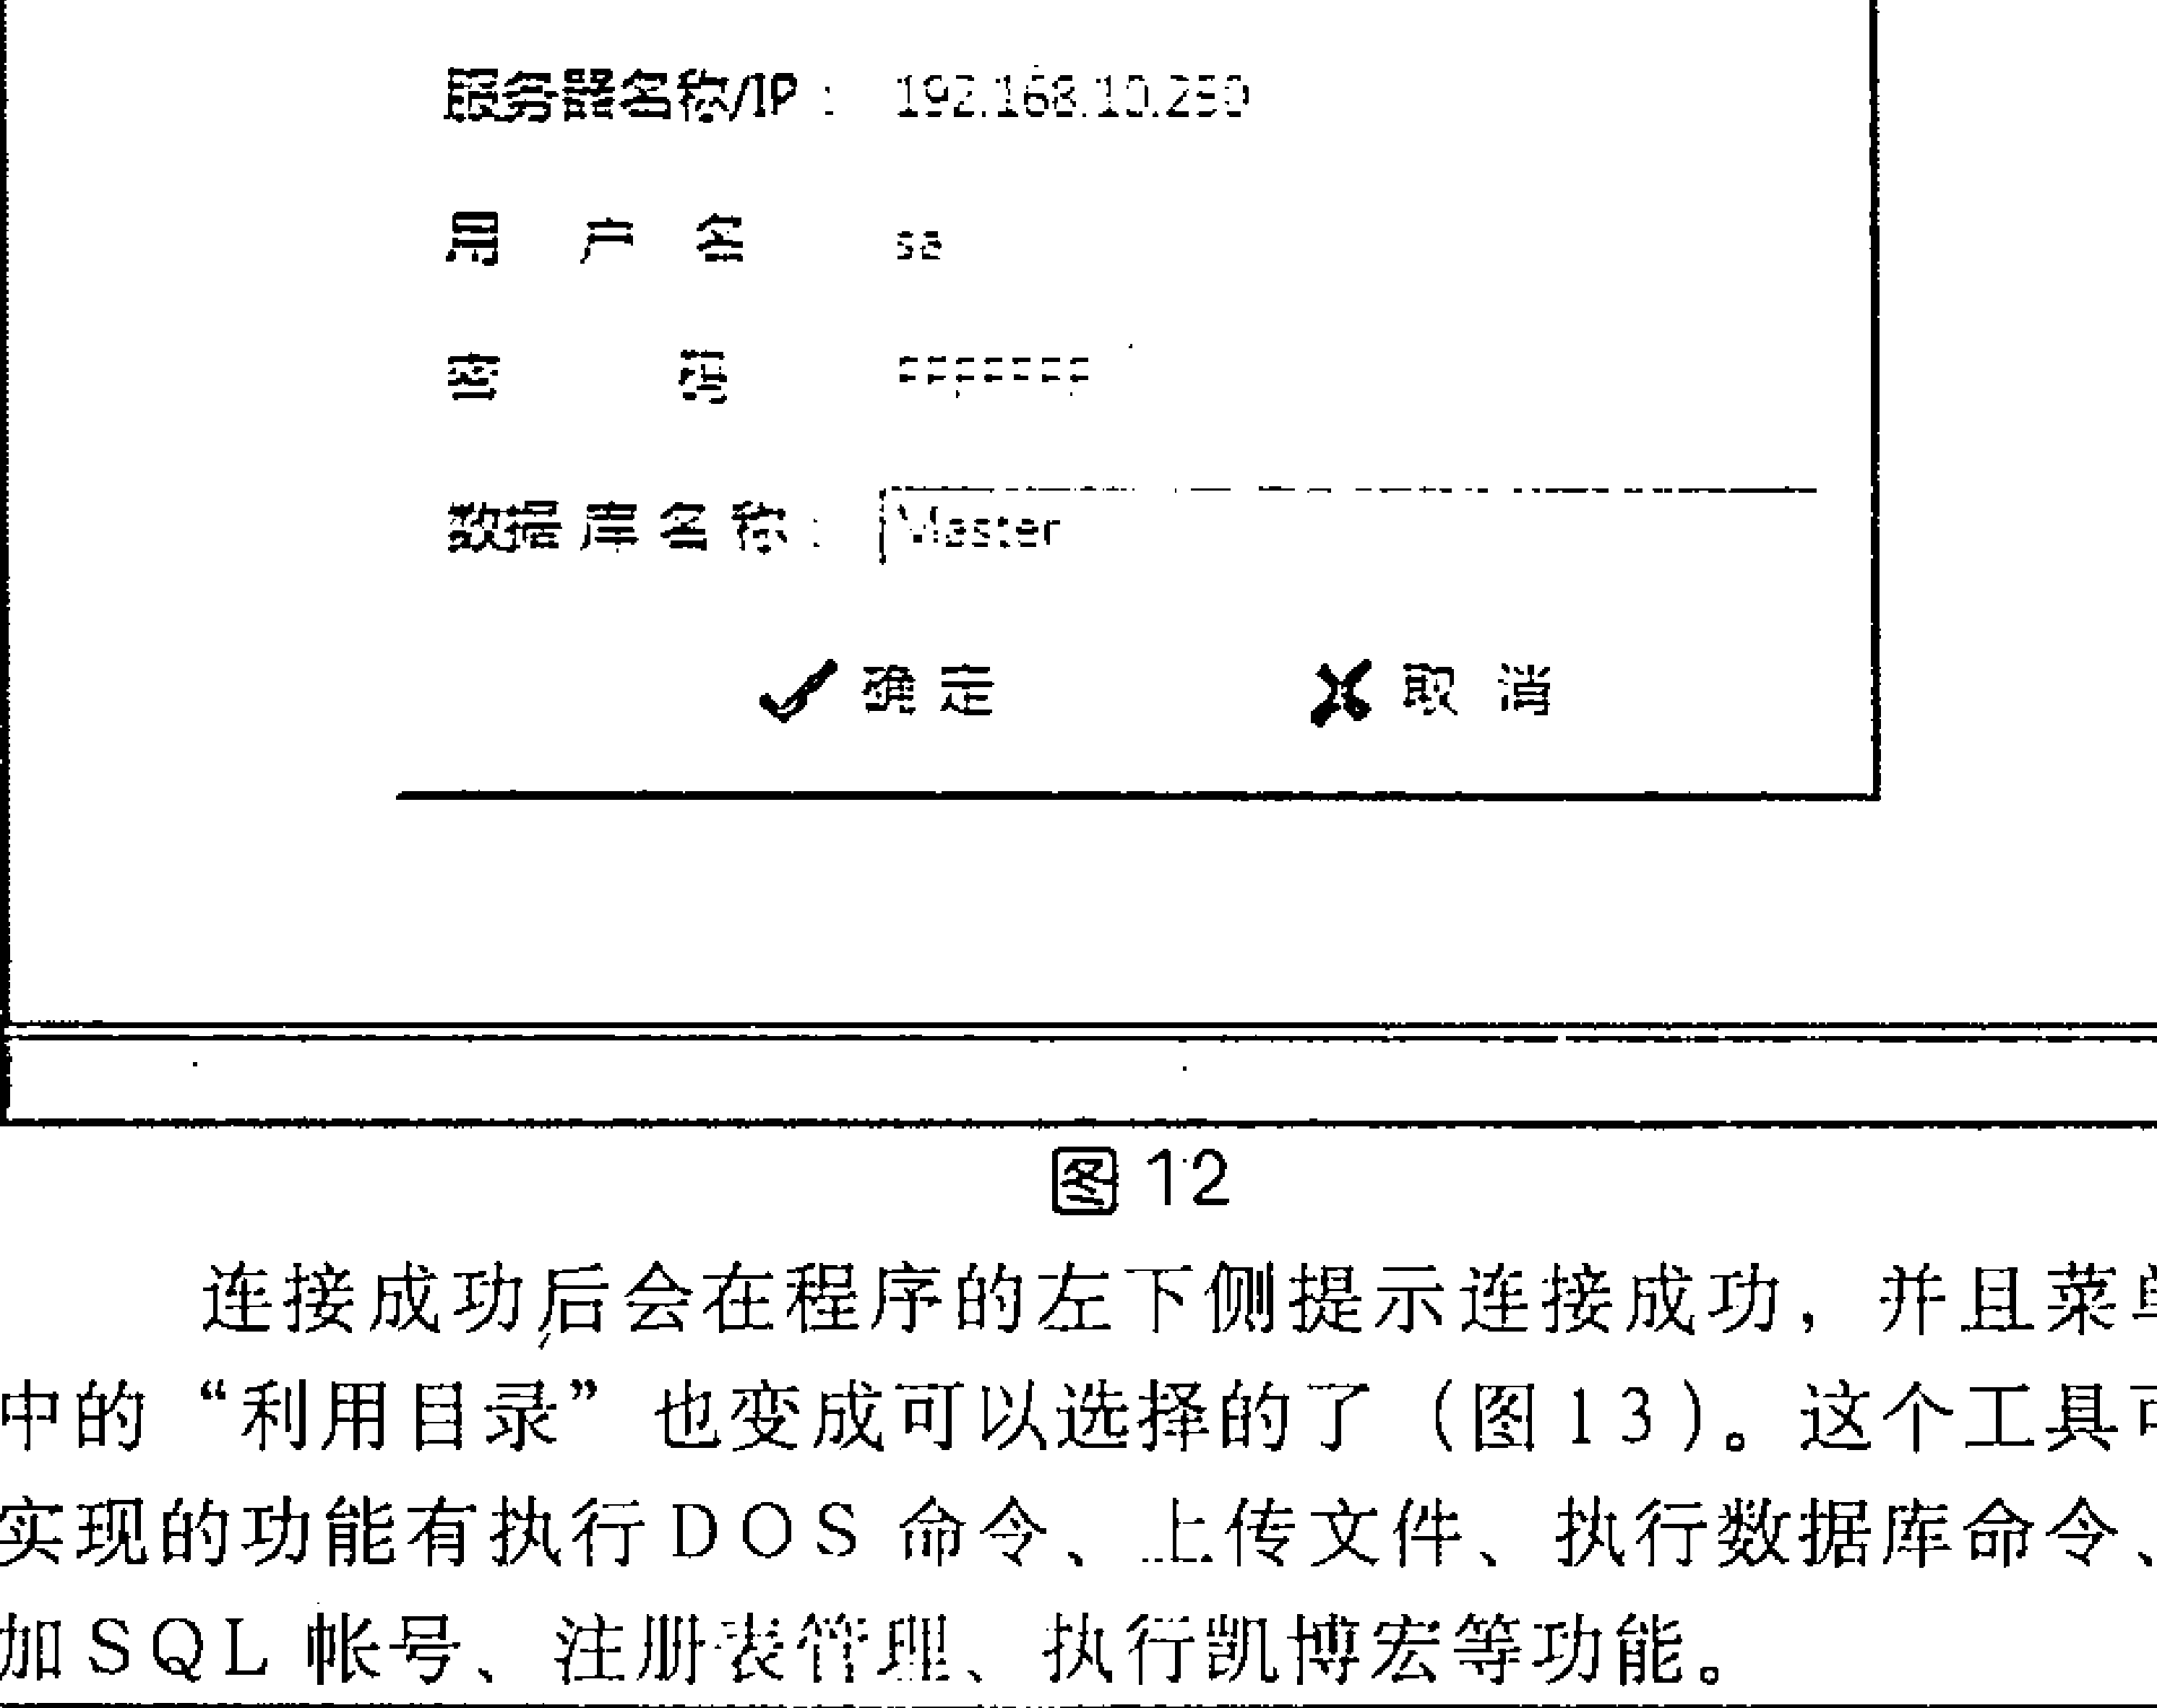 服务器名称/IP： 192.168.10.250
用 户 名 sa
密 码
数据库名称： Master
确定 取消
图12
连接成功后会在程序的左下侧提示连接成功，并且菜单
中的“利用目录”也变成可以选择的了（图13）。这个工具可
实现的功能有执行DOS命令、上传文件、执行数据库命令、
加SQL帐号、注册表管理、执行凯博宏等功能。